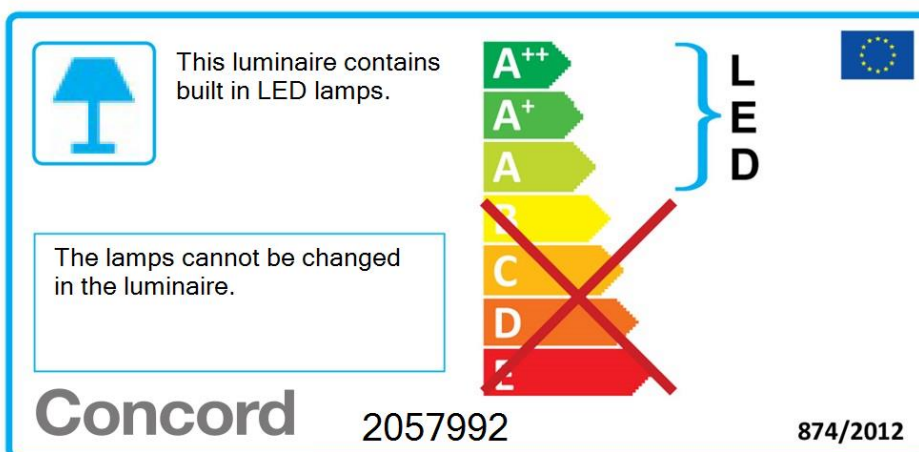 This luminaire contains
built in LED lamps.
A++
A+
A
B
C
D
E
L
E
D
The lamps cannot be changed
in the luminaire.
Concord
2057992
874/2012